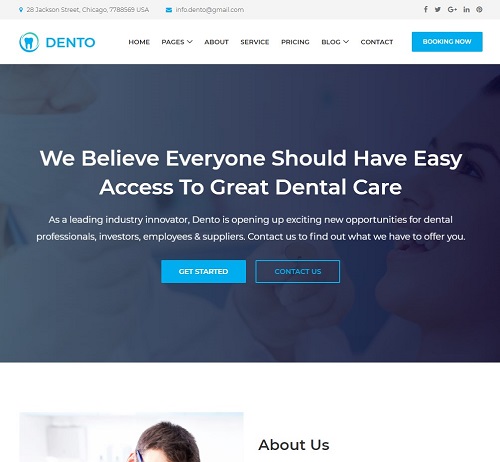 28 Jackson Street, Chicago, 7788569 USA info.dento@gmail.com
DENTO HOME PAGES ABOUT SERVICE PRICING BLOG CONTACT BOOKING NOW
We Believe Everyone Should Have Easy
Access To Great Dental Care
As a leading industry innovator, Dento is opening up exciting new opportunities for dental
professionals, investors, employees & suppliers. Contact us to find out what we have to offer you.
GET STARTED CONTACT US
About Us